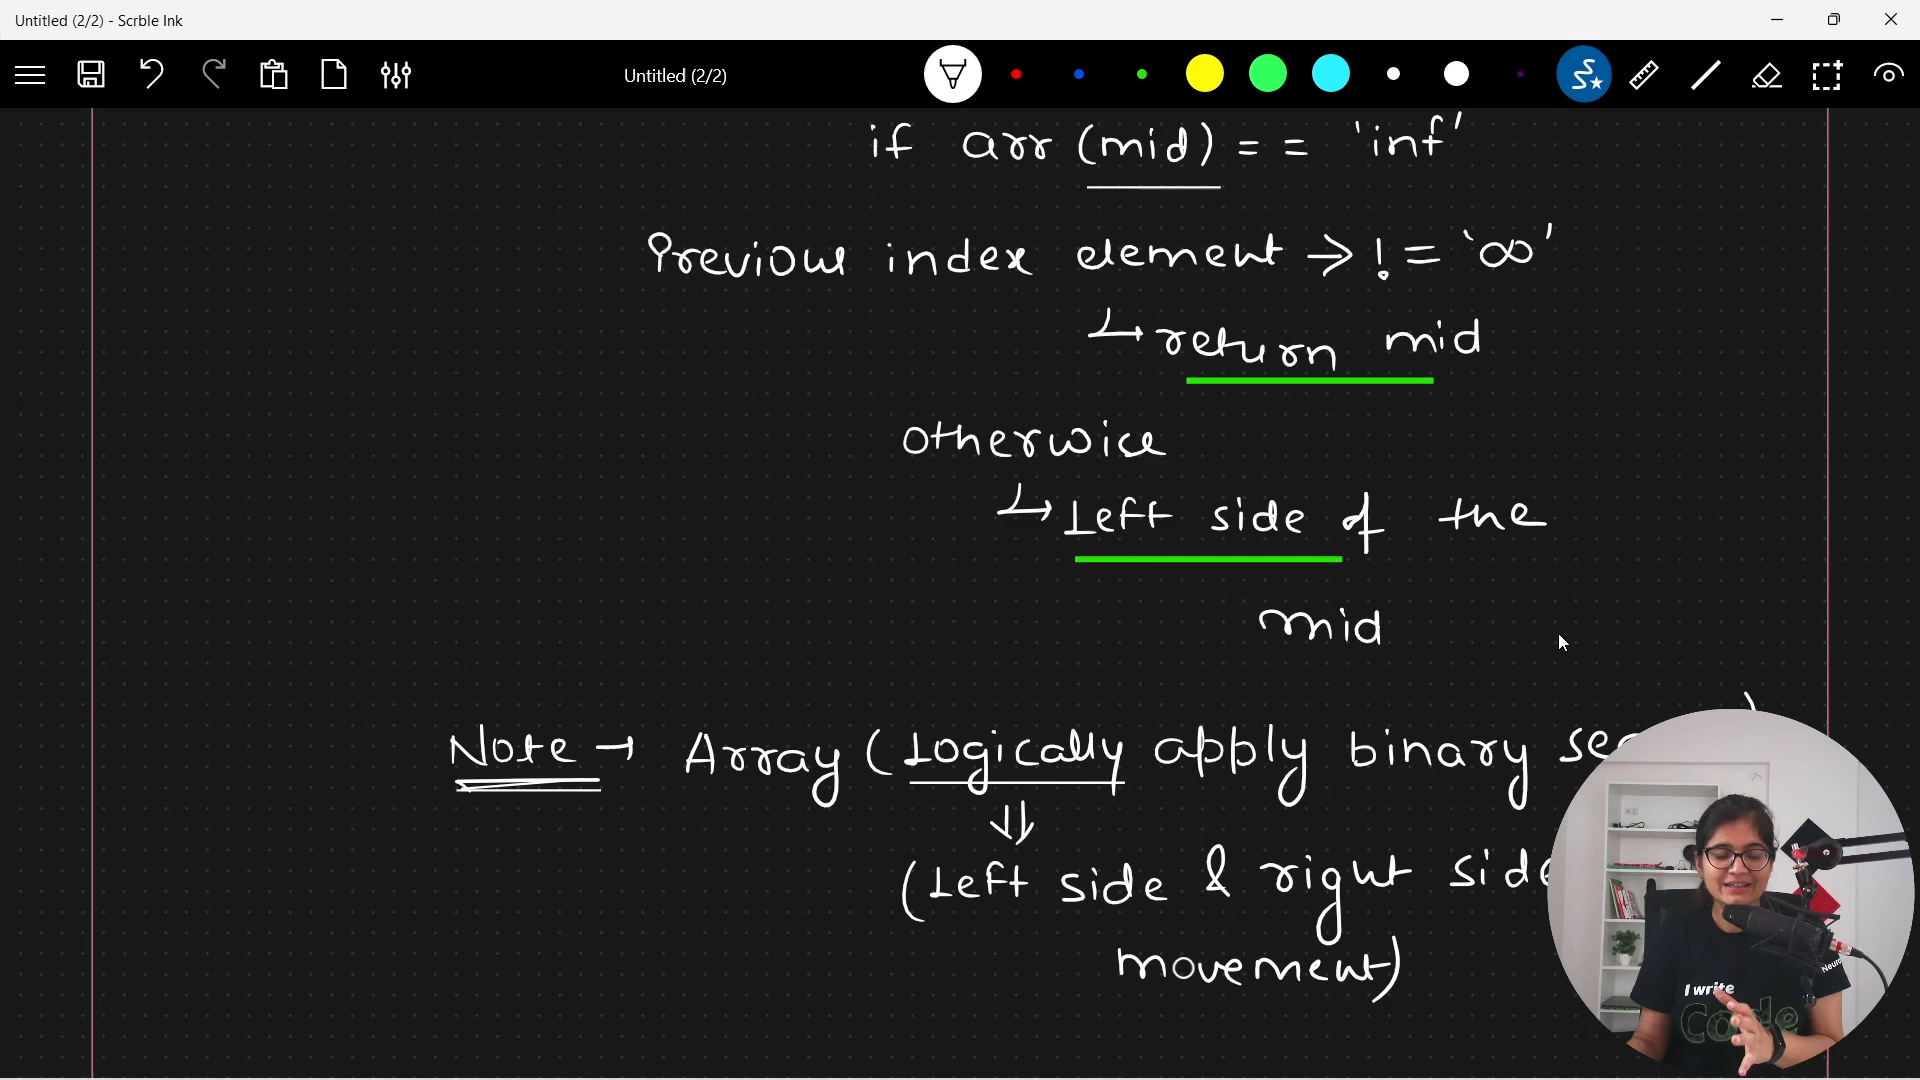 Untitled (2/2) - Scrble Ink
Untitled (2/2)
if arr (mid) = = 'inf'
Previous index element → != '∞'
↳ return mid
otherwise
↳ Left side of the
mid
Note → Array (Logically apply binary
⇓
(Left side & right side
movement)
I write
Code